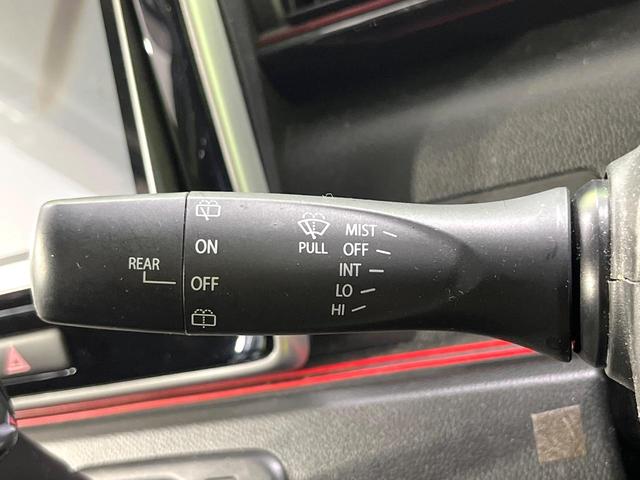 REAR
ON
OFF
PULL
MIST
OFF
INT
LO
HI